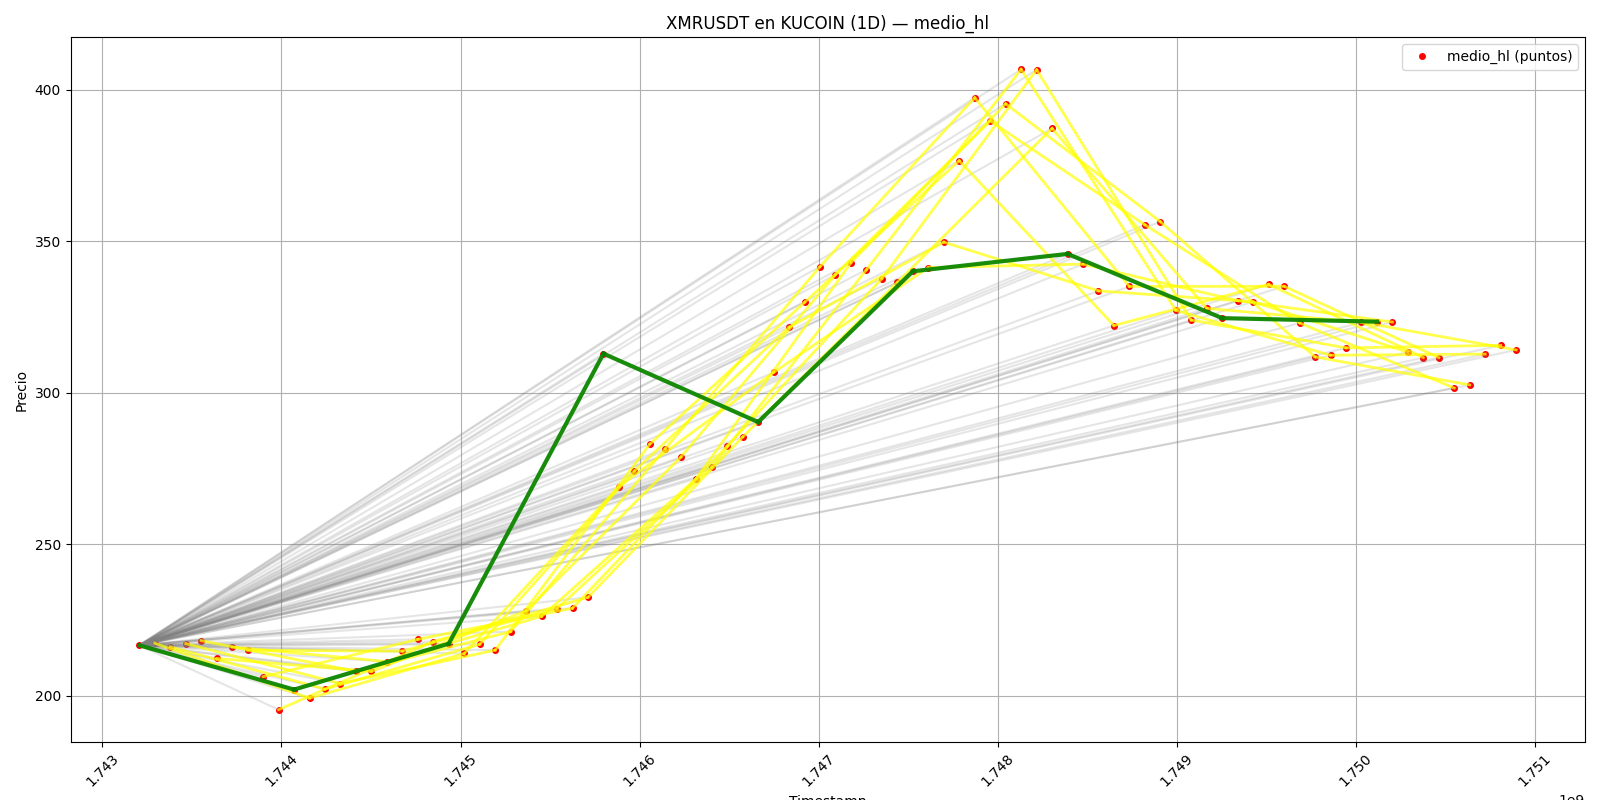 XMRUSDT en KUCOIN (1D) — medio_hl
medio_hl (puntos)
Precio
400
350
300
250
200
1.743
1.744
1.745
1.746
1.747
1.748
1.749
1.750
1.751
Timestamp
1e9